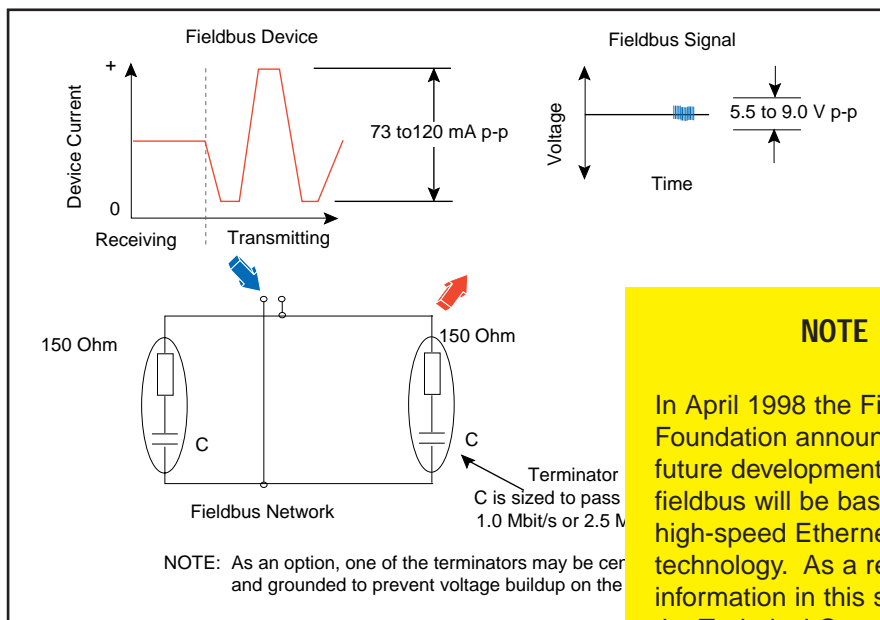 Fieldbus Device
+
Device Current
73 to120 mA p-p
0
Receiving
Transmitting
Fieldbus Signal
Voltage
5.5 to 9.0 V p-p
Time
150 Ohm
C
150 Ohm
C
Fieldbus Network
Terminator
C is sized to pass
1.0 Mbit/s or 2.5 M
NOTE: As an option, one of the terminators may be cen
and grounded to prevent voltage buildup on the
NOTE
In April 1998 the Fi
Foundation announ
future development
fieldbus will be bas
high-speed Etherne
technology. As a re
information in this s